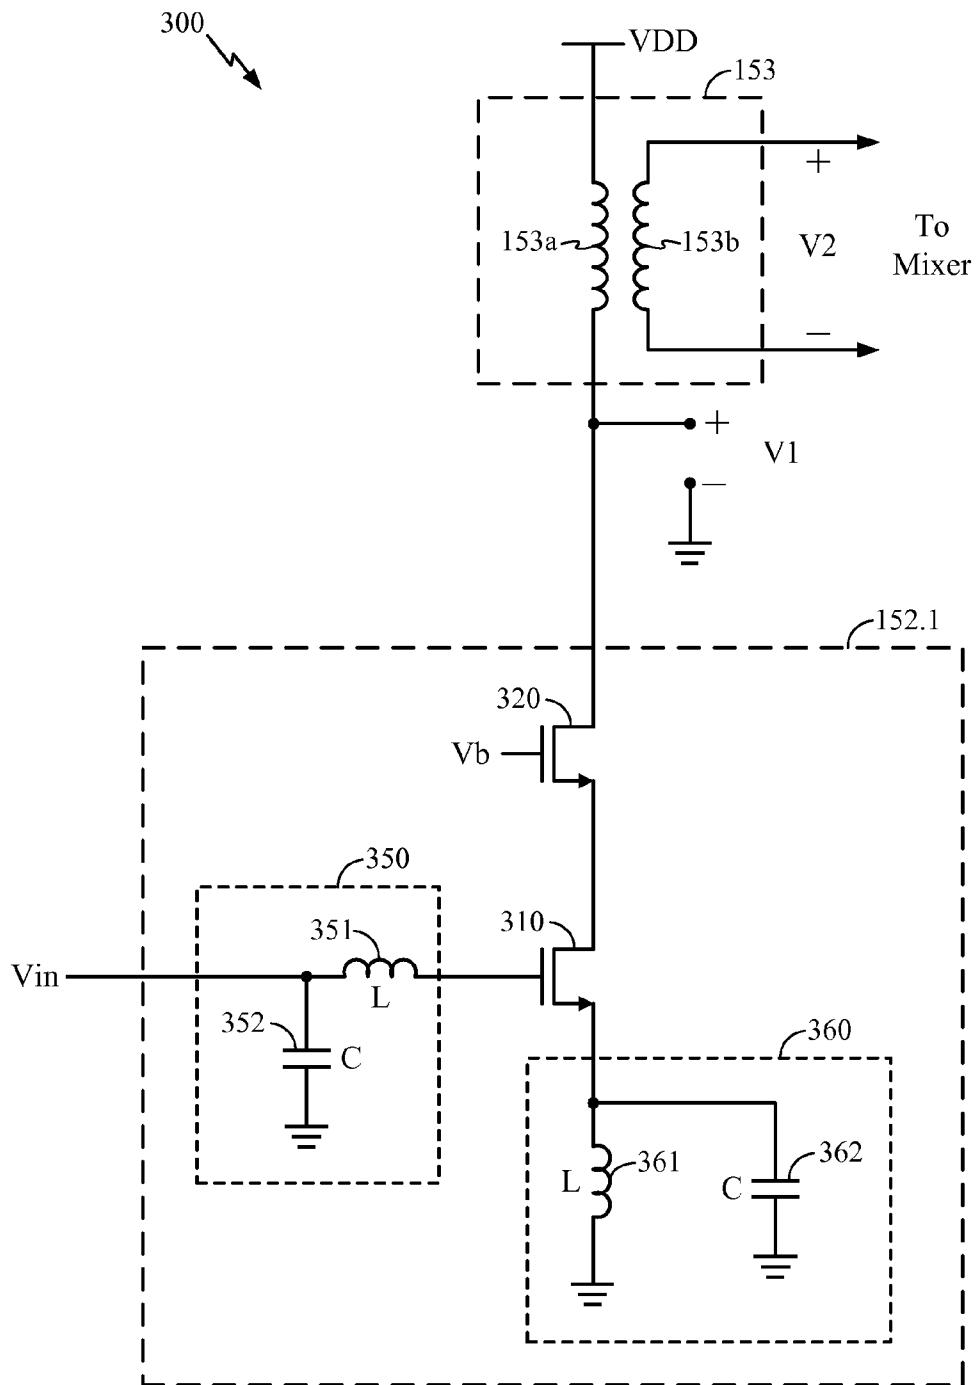 300
VDD
153
+
153a
153b
V2
To
Mixer
–
+
V1
–
152.1
320
Vb
350
310
351
Vin
L
352
C
360
L
361
C
362